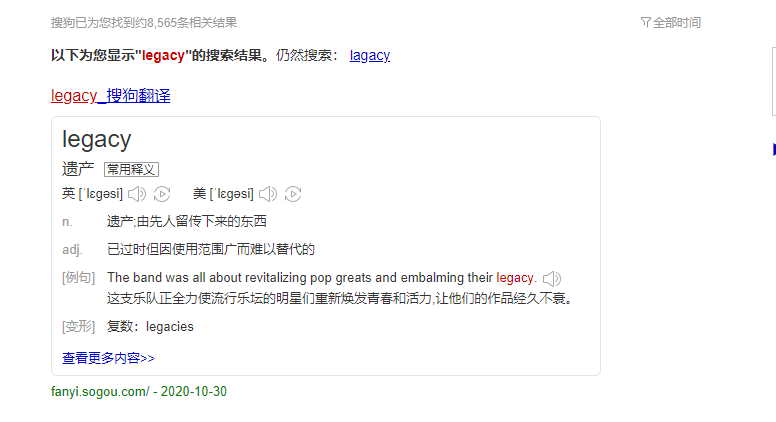 搜狗已为您找到约8,565条相关结果
全部时间
以下为您显示"legacy"的搜索结果。仍然搜索： lagacy
legacy_搜狗翻译
legacy
遗产 常用释义
英 [ˈlɛgəsi] 美 [ˈlɛgəsi]
n. 遗产;由先人留传下来的东西
adj. 已过时但因使用范围广而难以替代的
[例句] The band was all about revitalizing pop greats and embalming their legacy.
这支乐队正全力使流行乐坛的明星们重新焕发青春和活力,让他们的作品经久不衰。
[变形] 复数：legacies
查看更多内容>>
fanyi.sogou.com/ - 2020-10-30